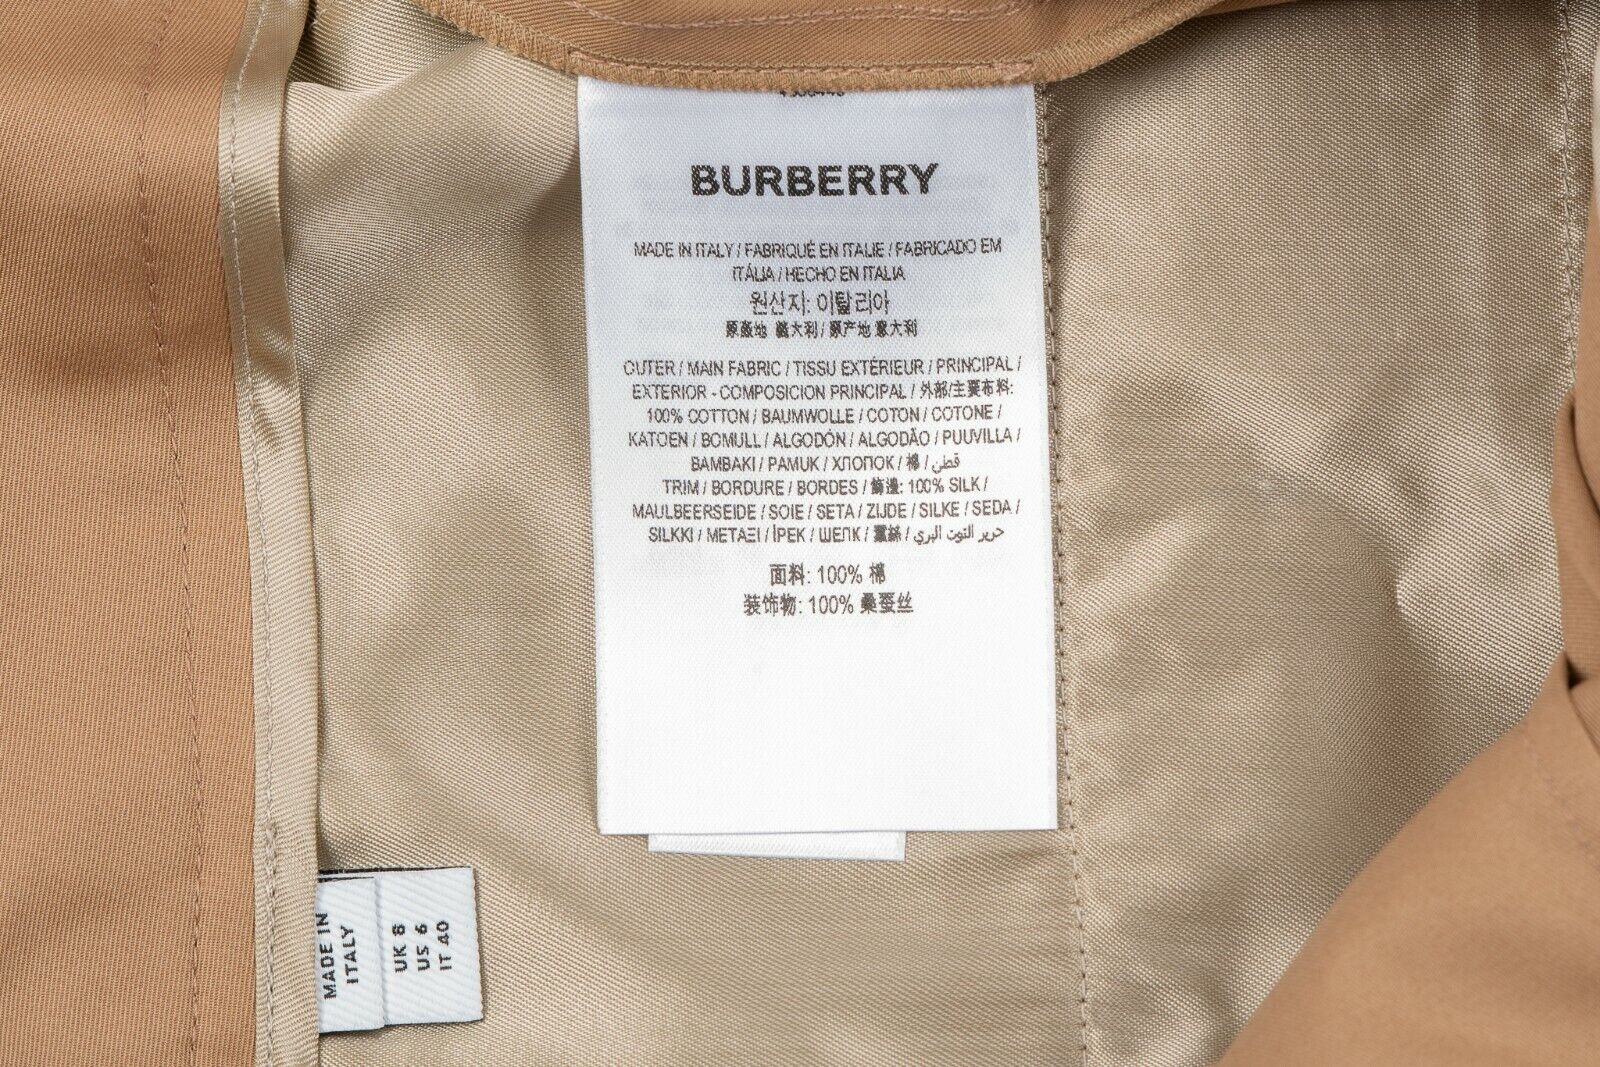 BURBERRY
MADE IN ITALY / FABRIQUÉ EN ITALIE / FABRICADO EM
ITÁLIA / HECHO EN ITALIA
원산지: 이탈리아
原產地 義大利 / 原产地 意大利
OUTER / MAIN FABRIC / TISSU EXTÉRIEUR / PRINCIPAL /
EXTERIOR - COMPOSICION PRINCIPAL / 外部/主要布料:
100% COTTON / BAUMWOLLE / COTON / COTONE /
KATOEN / BOMULL / ALGODÓN / ALGODÃO / PUUVILLA /
BAMBAKI / PAMUK / ХЛОПОК / 棉 / قطن
TRIM / BORDURE / BORDES / 飾邊: 100% SILK /
MAULBEERSEIDE / SOIE / SETA / ZIJDE / SILKE / SEDA /
SILKKI / ΜΕΤΑΞΙ / İPEK / ШЕЛК / 蠶絲 / حرير التوت البري
面料: 100% 棉
装饰物: 100% 桑蚕丝
MADE IN
ITALY
UK 8
US 6
IT 40